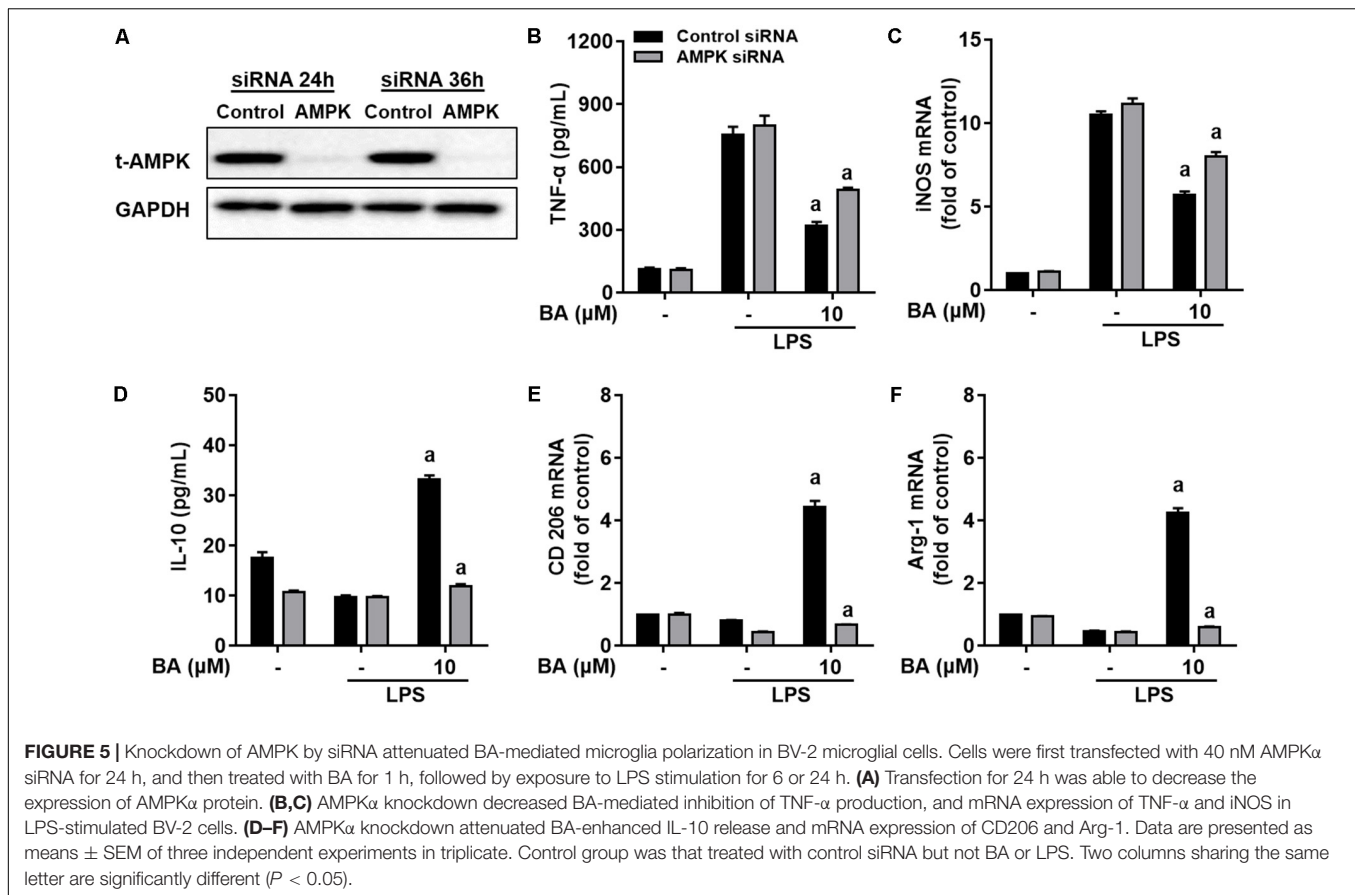 A
siRNA 24h siRNA 36h
Control AMPK Control AMPK
t-AMPK
GAPDH
B
Control siRNA
AMPK siRNA
TNF-α (pg/mL)
1200
900
600
300
0
a
a
BA (µM) - - 10
LPS
C
iNOS mRNA
(fold of control)
15
10
5
0
a
a
BA (µM) - - 10
LPS
D
IL-10 (pg/mL)
50
40
30
20
10
0
a
a
BA (µM) - - 10
LPS
E
CD 206 mRNA
(fold of control)
8
6
4
2
0
a
a
BA (µM) - - 10
LPS
F
Arg-1 mRNA
(fold of control)
8
6
4
2
0
a
a
BA (µM) - - 10
LPS
FIGURE 5 | Knockdown of AMPK by siRNA attenuated BA-mediated microglia polarization in BV-2 microglial cells. Cells were first transfected with 40 nM AMPKα
siRNA for 24 h, and then treated with BA for 1 h, followed by exposure to LPS stimulation for 6 or 24 h. (A) Transfection for 24 h was able to decrease the
expression of AMPKα protein. (B,C) AMPKα knockdown decreased BA-mediated inhibition of TNF-α production, and mRNA expression of TNF-α and iNOS in
LPS-stimulated BV-2 cells. (D–F) AMPKα knockdown attenuated BA-enhanced IL-10 release and mRNA expression of CD206 and Arg-1. Data are presented as
means ± SEM of three independent experiments in triplicate. Control group was that treated with control siRNA but not BA or LPS. Two columns sharing the same
letter are significantly different (P < 0.05).